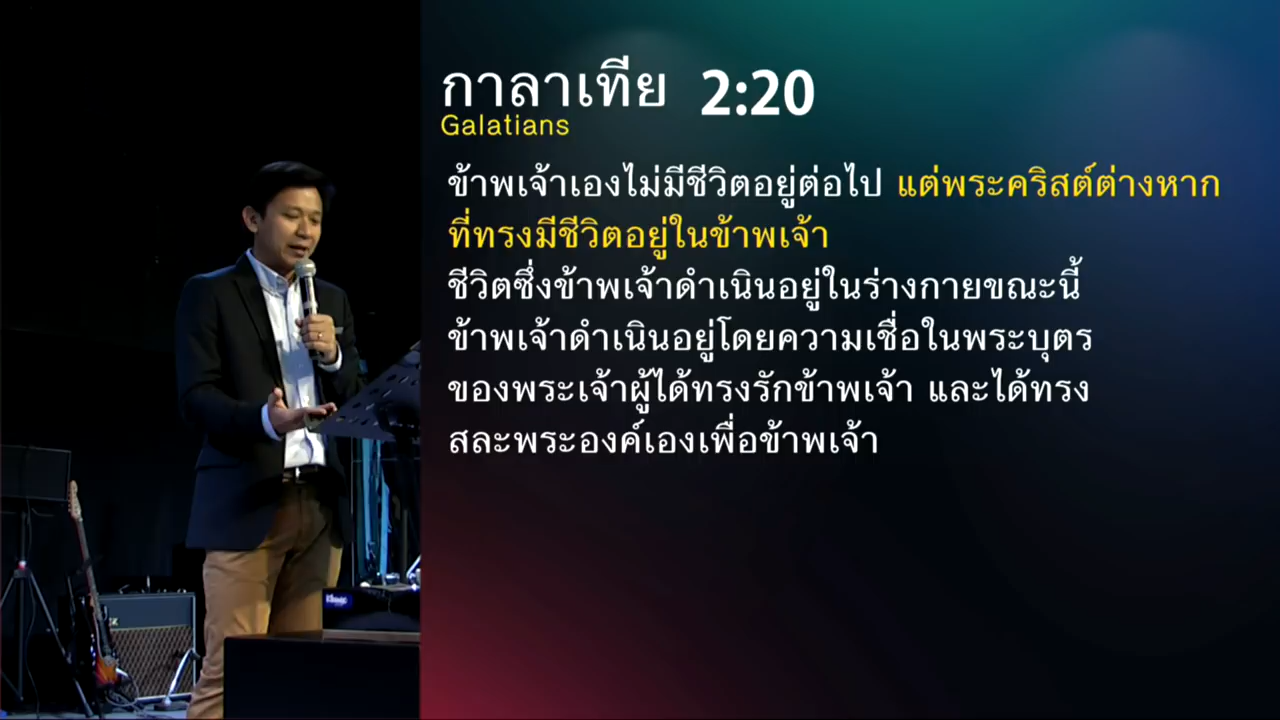 กาลาเทีย 2:20
Galatians
ข้าพเจ้าเองไม่มีชีวิตอยู่ต่อไป แต่พระคริสต์ต่างหาก
ที่ทรงมีชีวิตอยู่ในข้าพเจ้า
ชีวิตซึ่งข้าพเจ้าดำเนินอยู่ในร่างกายขณะนี้
ข้าพเจ้าดำเนินอยู่โดยความเชื่อในพระบุตร
ของพระเจ้าผู้ได้ทรงรักข้าพเจ้า และได้ทรง
สละพระองค์เองเพื่อข้าพเจ้า